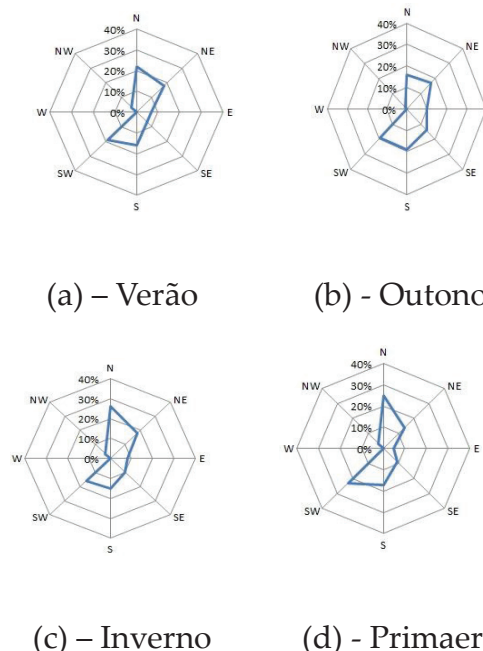 N
40%
NW
30%
NE
20%
10%
W
0%
E
SW
SE
S
N
40%
NW
30%
NE
20%
10%
W
0%
E
SW
SE
S
(a) – Verão
(b) - Outono
N
40%
NW
30%
NE
20%
10%
W
0%
E
SW
SE
S
N
40%
NW
30%
NE
20%
10%
W
0%
E
SW
SE
S
(c) – Inverno
(d) - Primaer